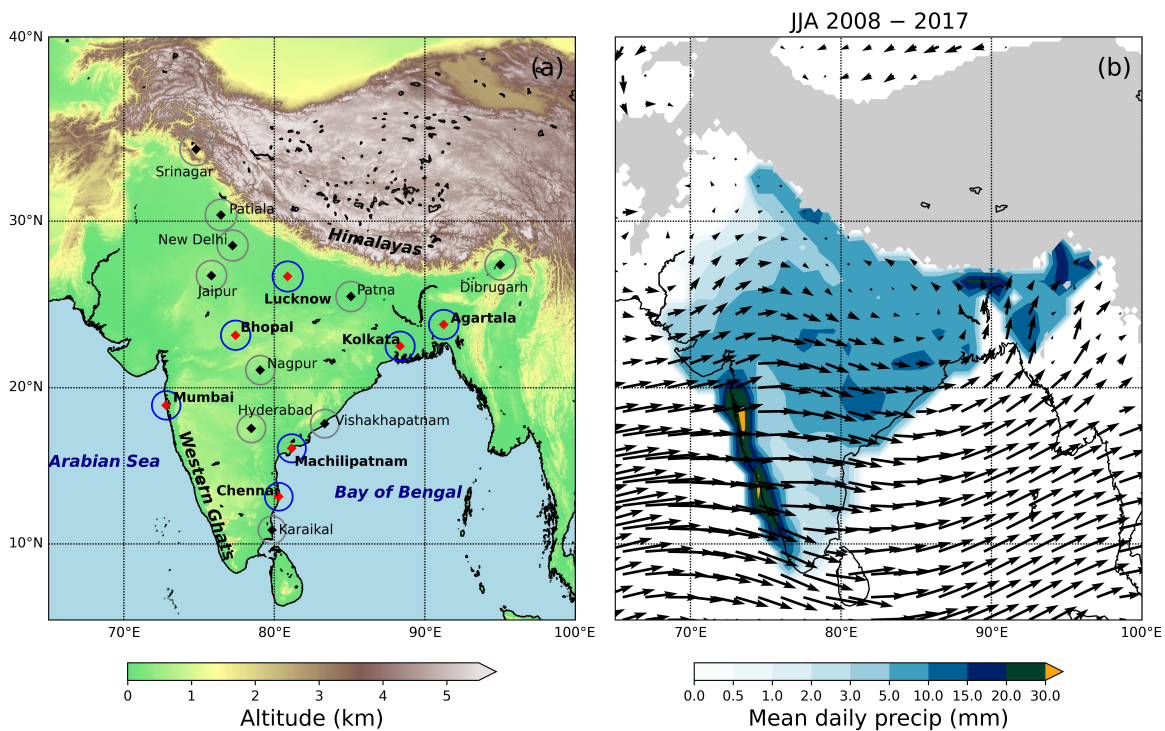 JJA 2008 − 2017
40°N
(a)
(b)
Srinagar
30°N
Patiala
New Delhi
Himalayas
Jaipur
Lucknow
Patna
Dibrugarh
Bhopal
Kolkata
Agartala
Nagpur
20°N
Mumbai
Hyderabad
Vishakhapatnam
Arabian Sea
Western Ghats
Machilipatnam
Chennai
Bay of Bengal
Karaikal
10°N
70°E 80°E 90°E 100°E
70°E 80°E 90°E 100°E
0 1 2 3 4 5
Altitude (km)
0.0 0.5 1.0 2.0 3.0 5.0 10.0 15.0 20.0 30.0
Mean daily precip (mm)